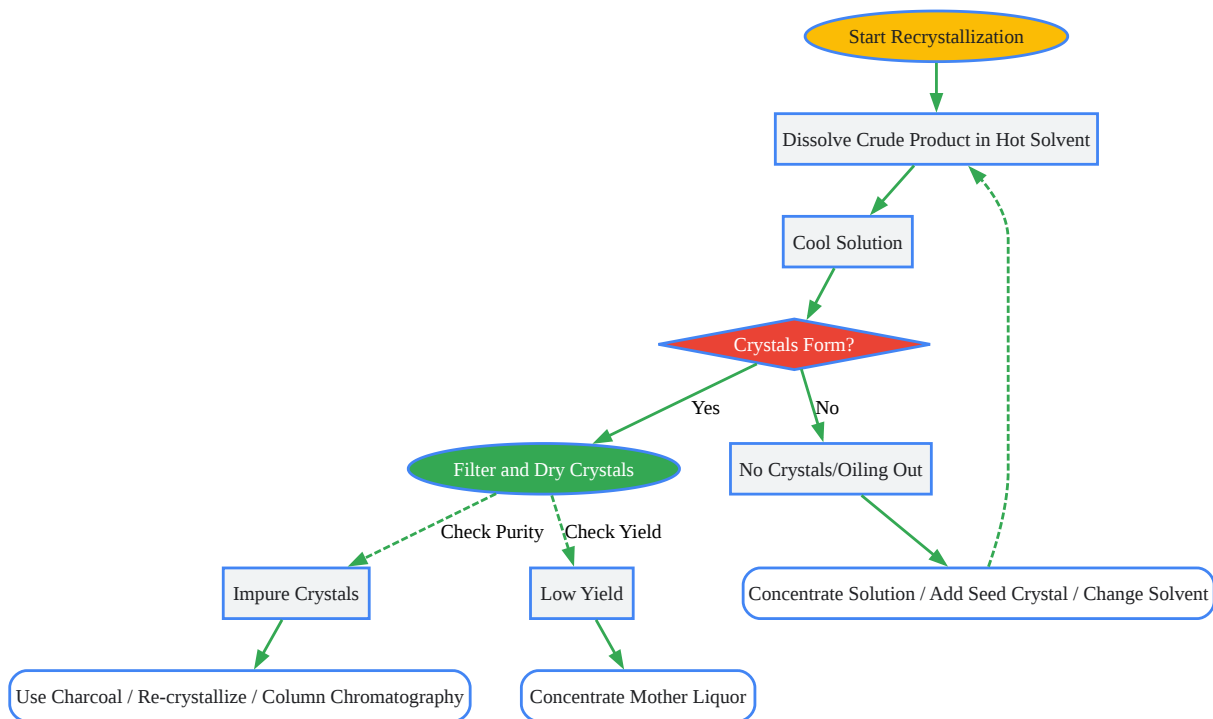 Start Recrystallization
Dissolve Crude Product in Hot Solvent
Cool Solution
Crystals Form?
Yes
No
Filter and Dry Crystals
No Crystals/Oiling Out
Check Purity
Check Yield
Impure Crystals
Low Yield
Concentrate Solution / Add Seed Crystal / Change Solvent
Use Charcoal / Re-crystallize / Column Chromatography
Concentrate Mother Liquor